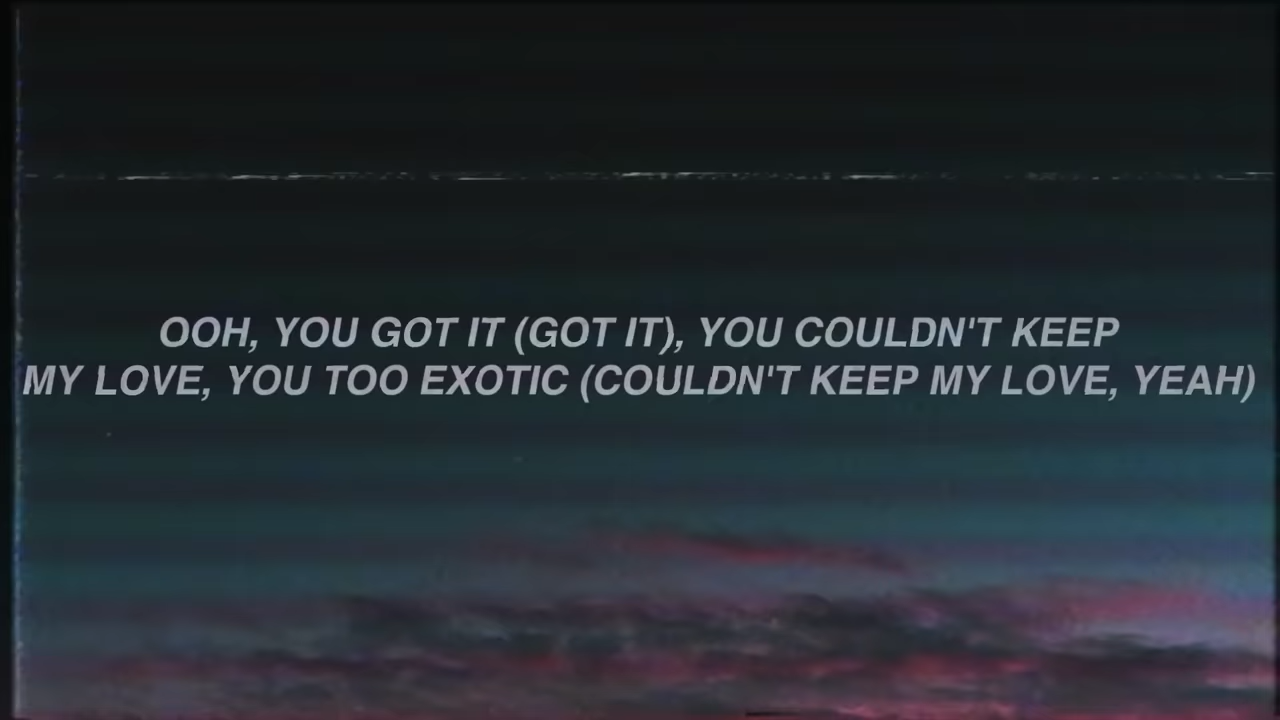 OOH, YOU GOT IT (GOT IT), YOU COULDN'T KEEP
MY LOVE, YOU TOO EXOTIC (COULDN'T KEEP MY LOVE, YEAH)